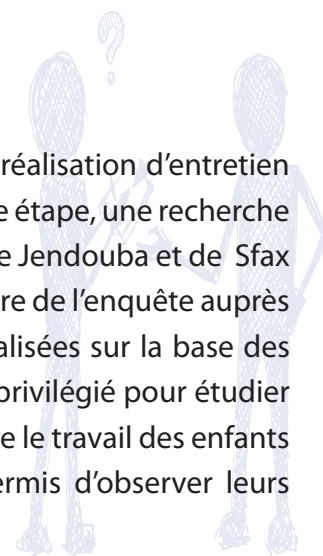 ?
réalisation d’entretien
e étape, une recherche
e Jendouba et de Sfax
re de l’enquête auprès
alisées sur la base des
privilégié pour étudier
e le travail des enfants
ermis d’observer leurs